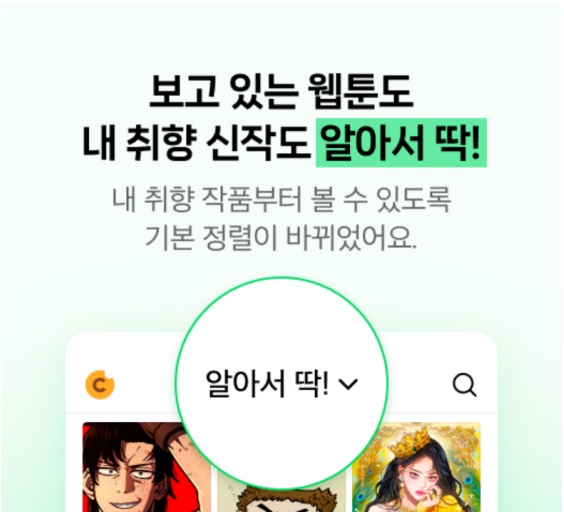 보고 있는 웹툰도
내 취향 신작도 알아서 딱!
내 취향 작품부터 볼 수 있도록
기본 정렬이 바뀌었어요.
알아서 딱!